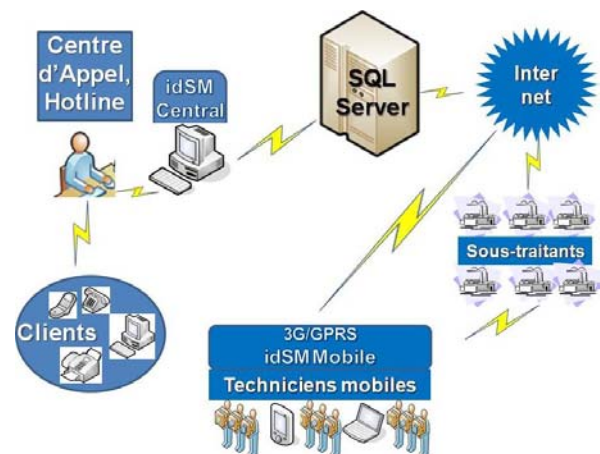 Centre
d'Appel,
Hotline
idSM
Central
SQL
Server
Inter
net
Clients
Sous-traitants
3G/GPRS
idSM Mobile
Techniciens mobiles